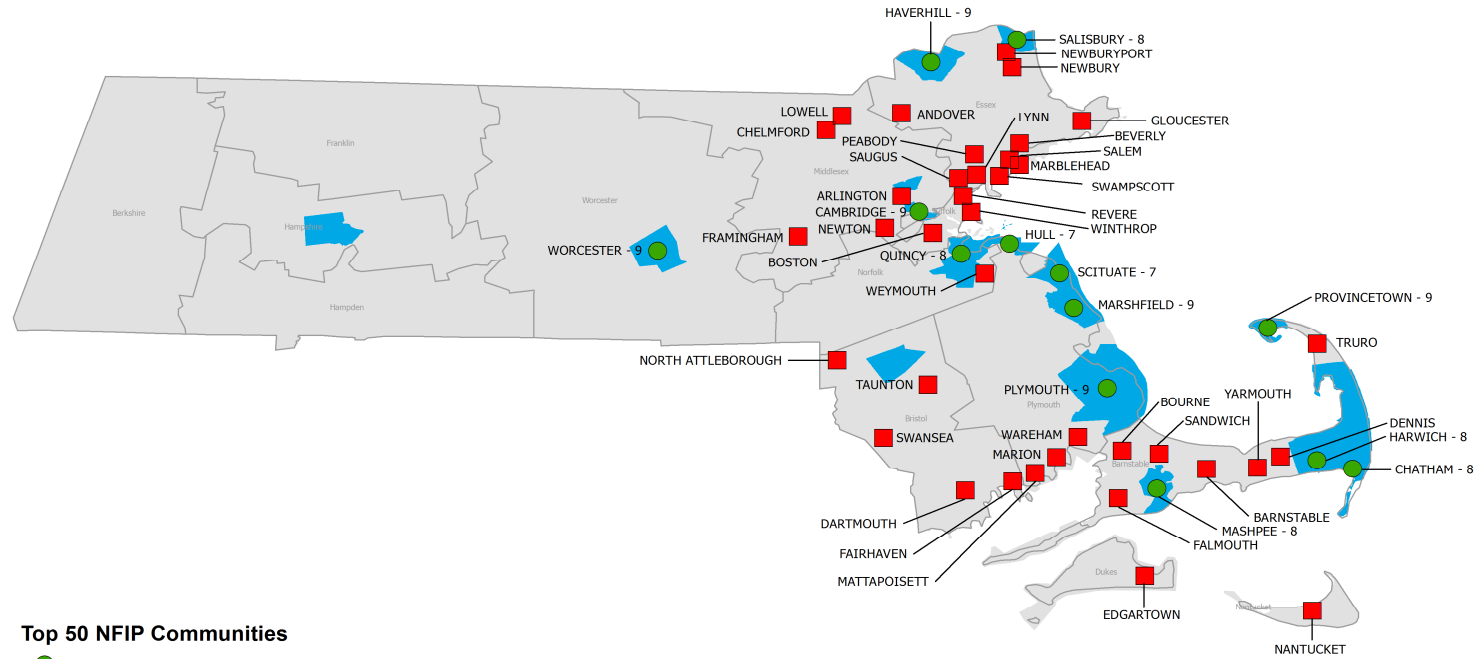 HAVERHILL - 9
SALISBURY - 8
NEWBURYPORT
NEWBURY
Essex
LOWELL
ANDOVER
LYNN
GLOUCESTER
CHELMFORD
BEVERLY
PEABODY
SALEM
Franklin
SAUGUS
MARBLEHEAD
Middlesex
SWAMPSCOTT
ARLINGTON
Worcester
Berkshire
CAMBRIDGE - 9
Suffolk
REVERE
Hampshire
NEWTON
WINTHROP
FRAMINGHAM
HULL - 7
WORCESTER - 9
QUINCY - 8
BOSTON
Norfolk
SCITUATE - 7
WEYMOUTH
PROVINCETOWN - 9
MARSHFIELD - 9
Hampden
TRURO
NORTH ATTLEBOROUGH
TAUNTON
PLYMOUTH - 9
YARMOUTH
BOURNE
Plymouth
Bristol
SANDWICH
DENNIS
WAREHAM
HARWICH - 8
SWANSEA
MARION
Barnstable
CHATHAM - 8
BARNSTABLE
DARTMOUTH
MASHPEE - 8
FALMOUTH
FAIRHAVEN
Dukes
MATTAPOISETT
Nantucket
EDGARTOWN
Top 50 NFIP Communities
NANTUCKET